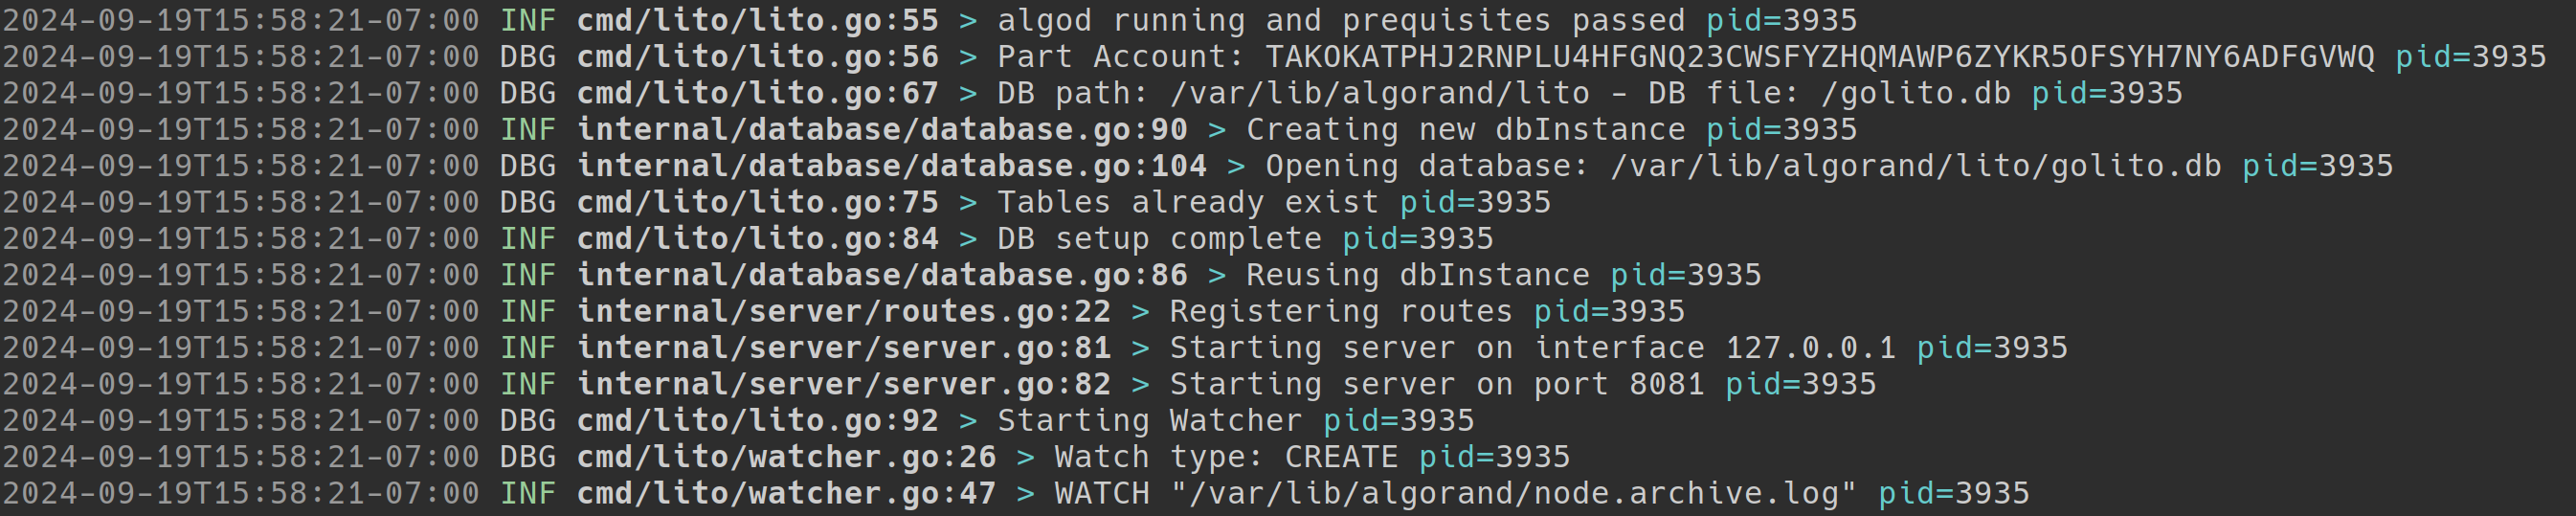 2024-09-19T15:58:21-07:00 INF cmd/lito/lito.go:55 > algod running and prequisites passed pid=3935
2024-09-19T15:58:21-07:00 DBG cmd/lito/lito.go:56 > Part Account: TAKOKATPHJ2RNPLU4HFGNQ23CWSFYZHQMAWP6ZYKR5OFSYH7NY6ADFGVWQ pid=3935
2024-09-19T15:58:21-07:00 DBG cmd/lito/lito.go:67 > DB path: /var/lib/algorand/lito - DB file: /golito.db pid=3935
2024-09-19T15:58:21-07:00 INF internal/database/database.go:90 > Creating new dbInstance pid=3935
2024-09-19T15:58:21-07:00 DBG internal/database/database.go:104 > Opening database: /var/lib/algorand/lito/golito.db pid=3935
2024-09-19T15:58:21-07:00 DBG cmd/lito/lito.go:75 > Tables already exist pid=3935
2024-09-19T15:58:21-07:00 INF cmd/lito/lito.go:84 > DB setup complete pid=3935
2024-09-19T15:58:21-07:00 INF internal/database/database.go:86 > Reusing dbInstance pid=3935
2024-09-19T15:58:21-07:00 INF internal/server/routes.go:22 > Registering routes pid=3935
2024-09-19T15:58:21-07:00 INF internal/server/server.go:81 > Starting server on interface 127.0.0.1 pid=3935
2024-09-19T15:58:21-07:00 INF internal/server/server.go:82 > Starting server on port 8081 pid=3935
2024-09-19T15:58:21-07:00 DBG cmd/lito/lito.go:92 > Starting Watcher pid=3935
2024-09-19T15:58:21-07:00 DBG cmd/lito/watcher.go:26 > Watch type: CREATE pid=3935
2024-09-19T15:58:21-07:00 INF cmd/lito/watcher.go:47 > WATCH "/var/lib/algorand/node.archive.log" pid=3935